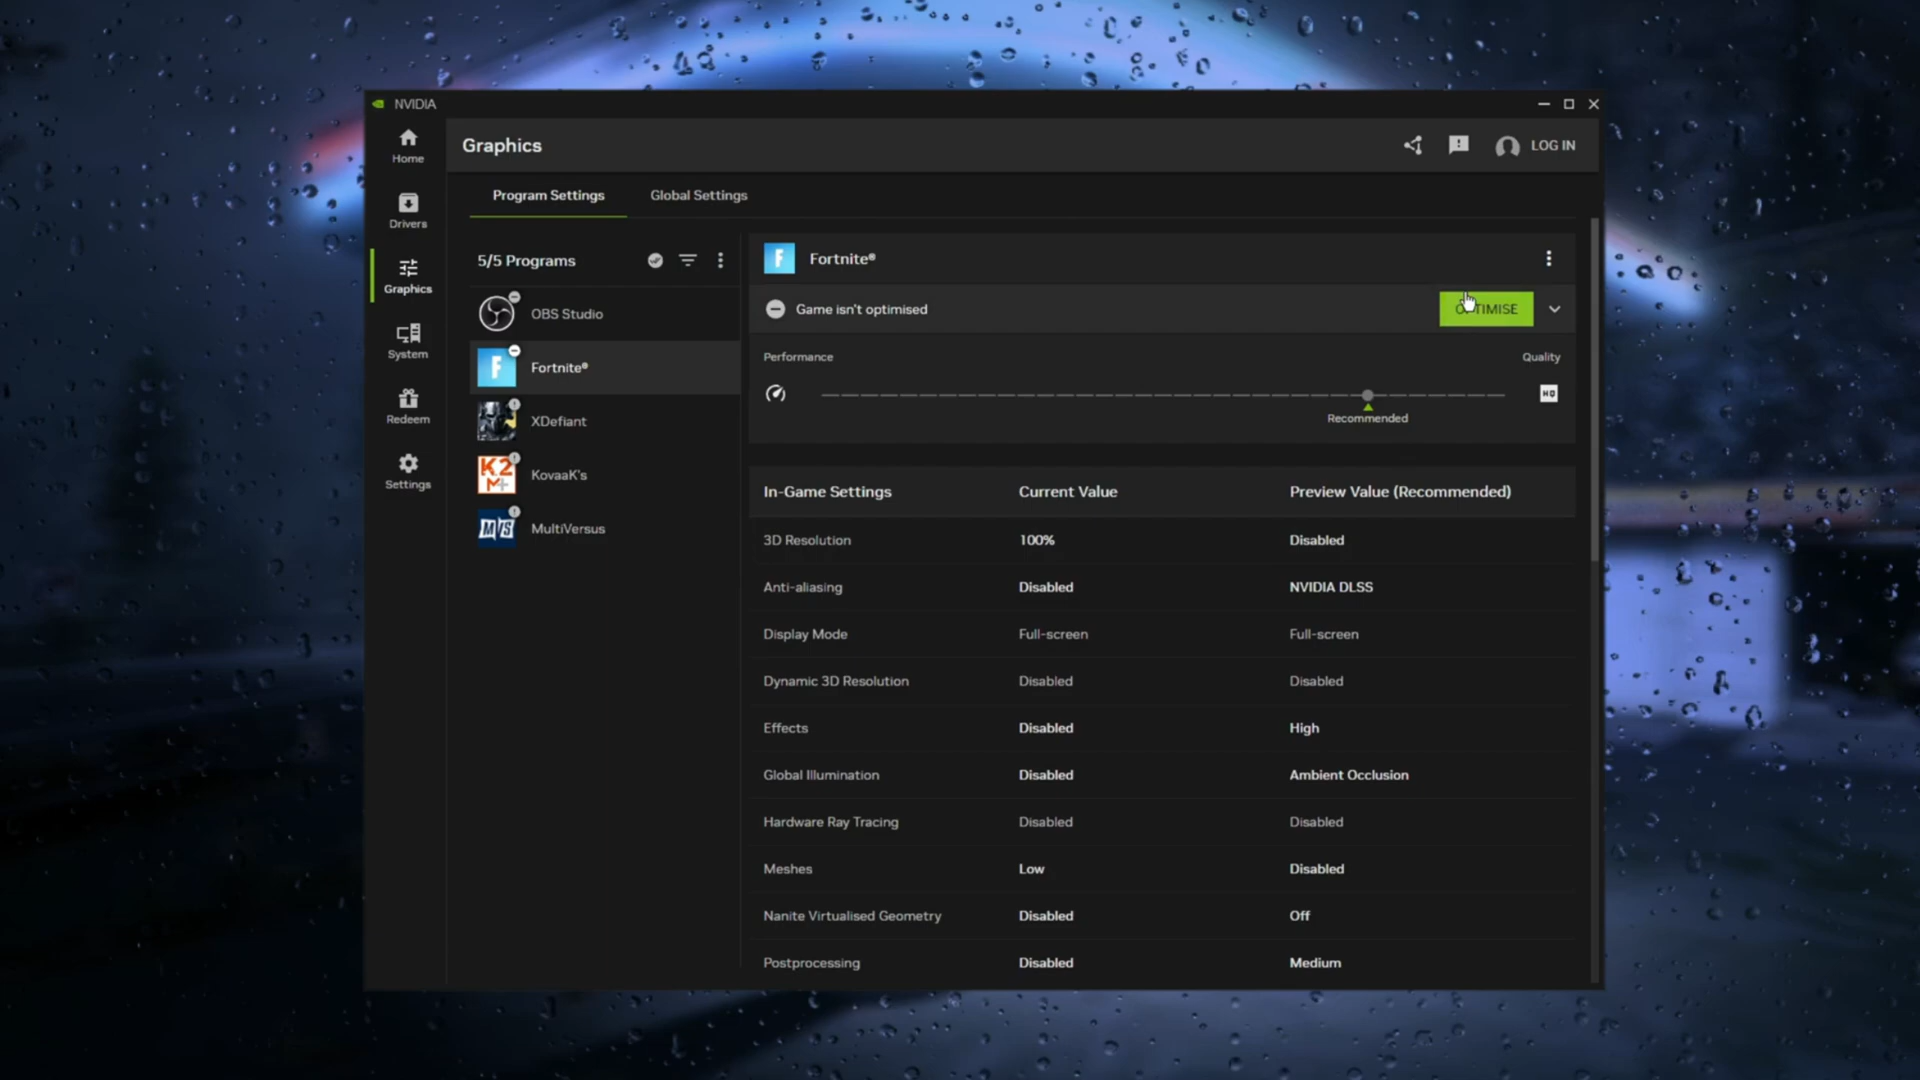 NVIDIA
Home
Drivers
Graphics
System
Redeem
Settings
Graphics
LOG IN
Program Settings
Global Settings
5/5 Programs
OBS Studio
F Fortnite®
XDefiant
K2 M+ KovaaK's
MVS MultiVersus
F Fortnite®
Game isn't optimised
OPTIMISE
Performance
Quality
HQ
Recommended
In-Game Settings Current Value Preview Value (Recommended)
3D Resolution 100% Disabled
Anti-aliasing Disabled NVIDIA DLSS
Display Mode Full-screen Full-screen
Dynamic 3D Resolution Disabled Disabled
Effects Disabled High
Global Illumination Disabled Ambient Occlusion
Hardware Ray Tracing Disabled Disabled
Meshes Low Disabled
Nanite Virtualised Geometry Disabled Off
Postprocessing Disabled Medium